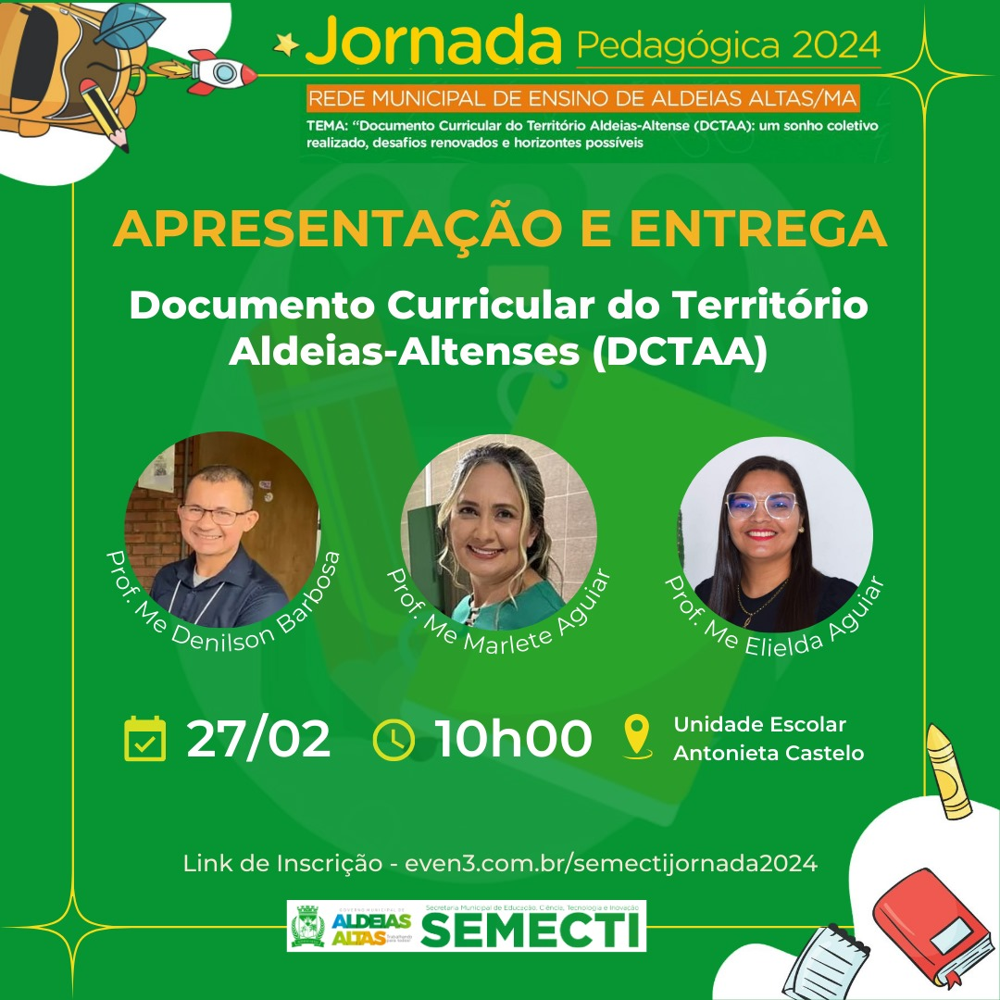 Jornada Pedagógica 2024
REDE MUNICIPAL DE ENSINO DE ALDEIAS ALTAS/MA
TEMA: “Documento Curricular do Território Aldeias-Altense (DCTAA): um sonho coletivo
realizado, desafios renovados e horizontes possíveis
APRESENTAÇÃO E ENTREGA
Documento Curricular do Território
Aldeias-Altenses (DCTAA)
Prof. Me Denilson Barbosa
Prof. Me Marlete Aguiar
Prof. Me Elielda Aguiar
27/02
10h00
Unidade Escolar
Antonieta Castelo
Link de Inscrição - even3.com.br/semectijornada2024
GOVERNO MUNICIPAL DE
ALDEIAS
ALTAS
Secretaria Municipal de Educação, Ciência, Tecnologia e Inovação
SEMECTI